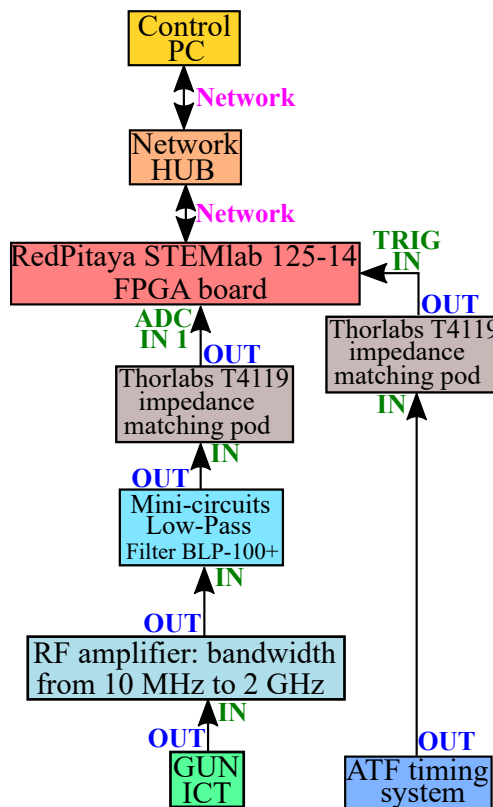 Control
PC
Network
Network
HUB
Network
RedPitaya STEMlab 125-14
FPGA board
TRIG
IN
ADC
IN 1
OUT
OUT
Thorlabs T4119
impedance
matching pod
Thorlabs T4119
impedance
matching pod
IN
IN
OUT
Mini-circuits
Low-Pass
Filter BLP-100+
IN
OUT
RF amplifier: bandwidth
from 10 MHz to 2 GHz
IN
OUT
OUT
GUN
ICT
ATF timing
system